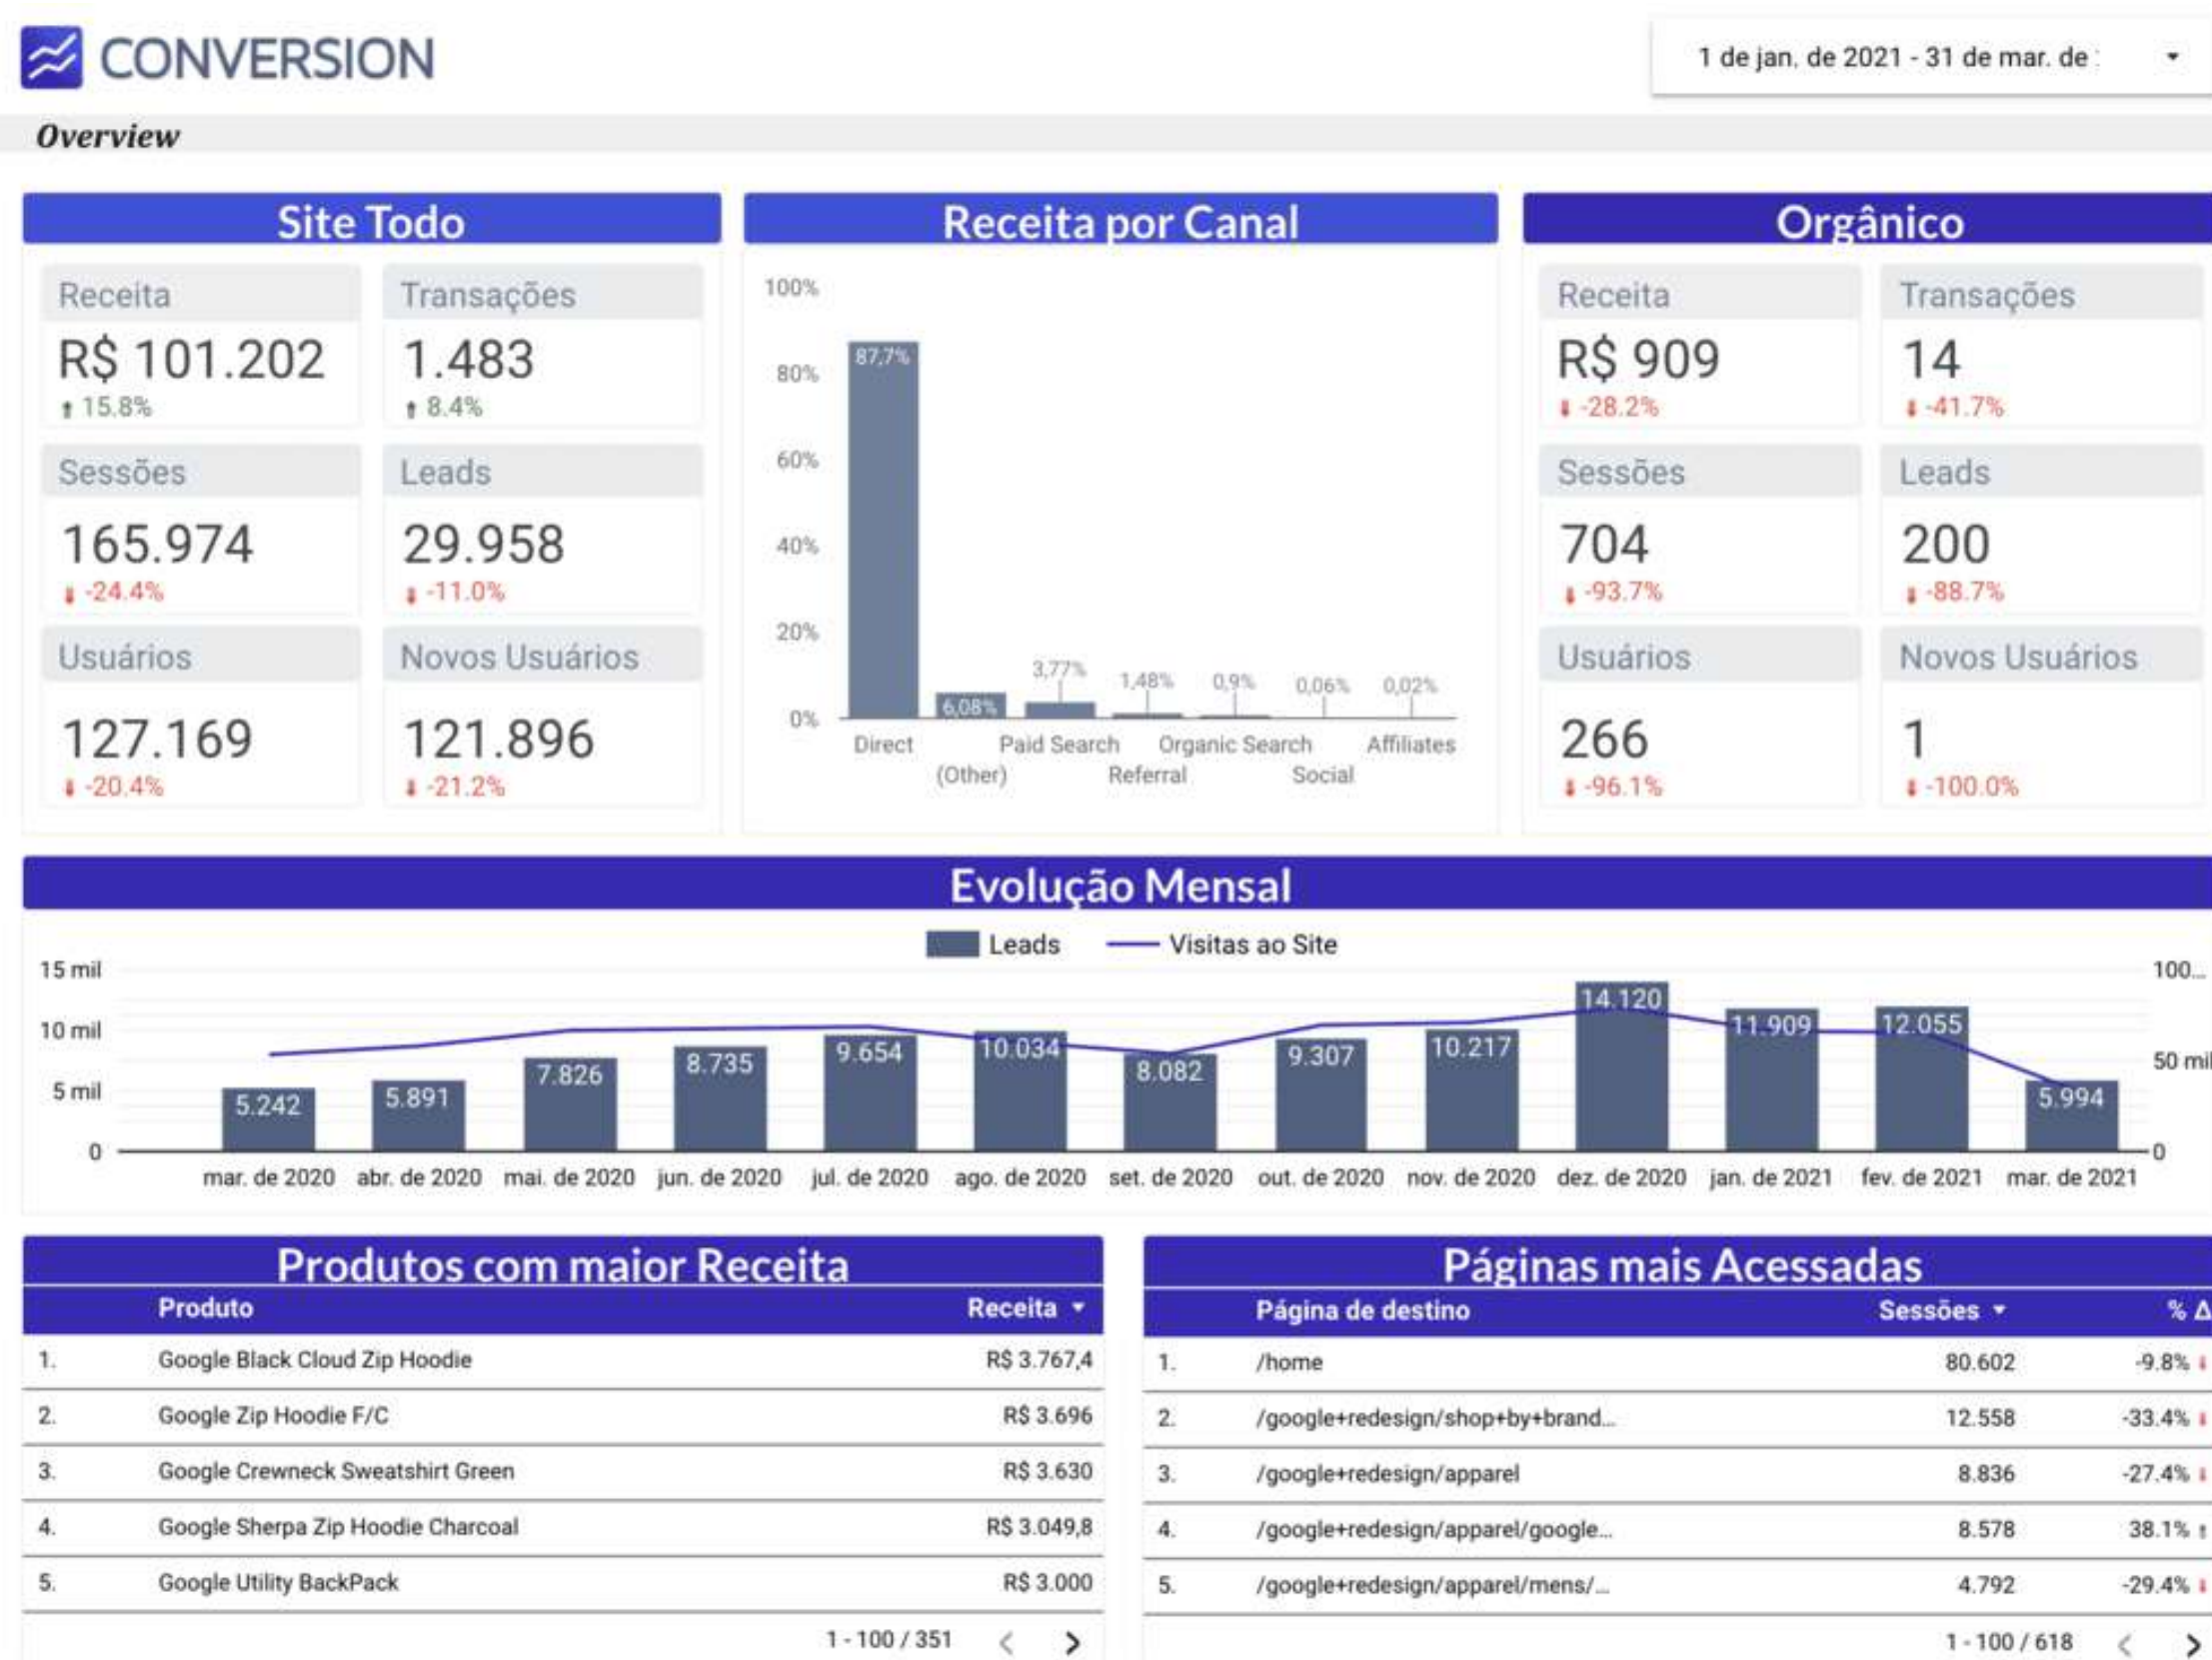 CONVERSION
1 de jan. de 2021 - 31 de mar. de
Overview
Site Todo
Receita
Transações
R$ 101.202
1.483
15.8%
8.4%
Sessões
Leads
165.974
29.958
-24.4%
-11.0%
Usuários
Novos Usuários
127.169
121.896
-20.4%
-21.2%
Receita por Canal
100%
80%
60%
40%
20%
0%
87,7%
6,08%
3,77%
1,48%
0,9%
0,06%
0,02%
Direct
(Other)
Paid Search
Referral
Organic Search
Social
Affiliates
Orgânico
Receita
Transações
R$ 909
14
-28.2%
-41.7%
Sessões
Leads
704
200
-93.7%
-88.7%
Usuários
Novos Usuários
266
1
-96.1%
-100.0%
Evolução Mensal
Leads
Visitas ao Site
15 mil
10 mil
5 mil
0
100...
50 mil
0
5.242
5.891
7.826
8.735
9.654
10.034
8.082
9.307
10.217
14.120
11.909
12.055
5.994
mar. de 2020
abr. de 2020
mai. de 2020
jun. de 2020
jul. de 2020
ago. de 2020
set. de 2020
out. de 2020
nov. de 2020
dez. de 2020
jan. de 2021
fev. de 2021
mar. de 2021
Produtos com maior Receita
Produto Receita
1. Google Black Cloud Zip Hoodie R$ 3.767,4
2. Google Zip Hoodie F/C R$ 3.696
3. Google Crewneck Sweatshirt Green R$ 3.630
4. Google Sherpa Zip Hoodie Charcoal R$ 3.049,8
5. Google Utility BackPack R$ 3.000
1 - 100 / 351
Páginas mais Acessadas
Página de destino Sessões % Δ
1. /home 80.602 -9.8%
2. /google+redesign/shop+by+brand... 12.558 -33.4%
3. /google+redesign/apparel 8.836 -27.4%
4. /google+redesign/apparel/google... 8.578 38.1%
5. /google+redesign/apparel/mens/... 4.792 -29.4%
1 - 100 / 618